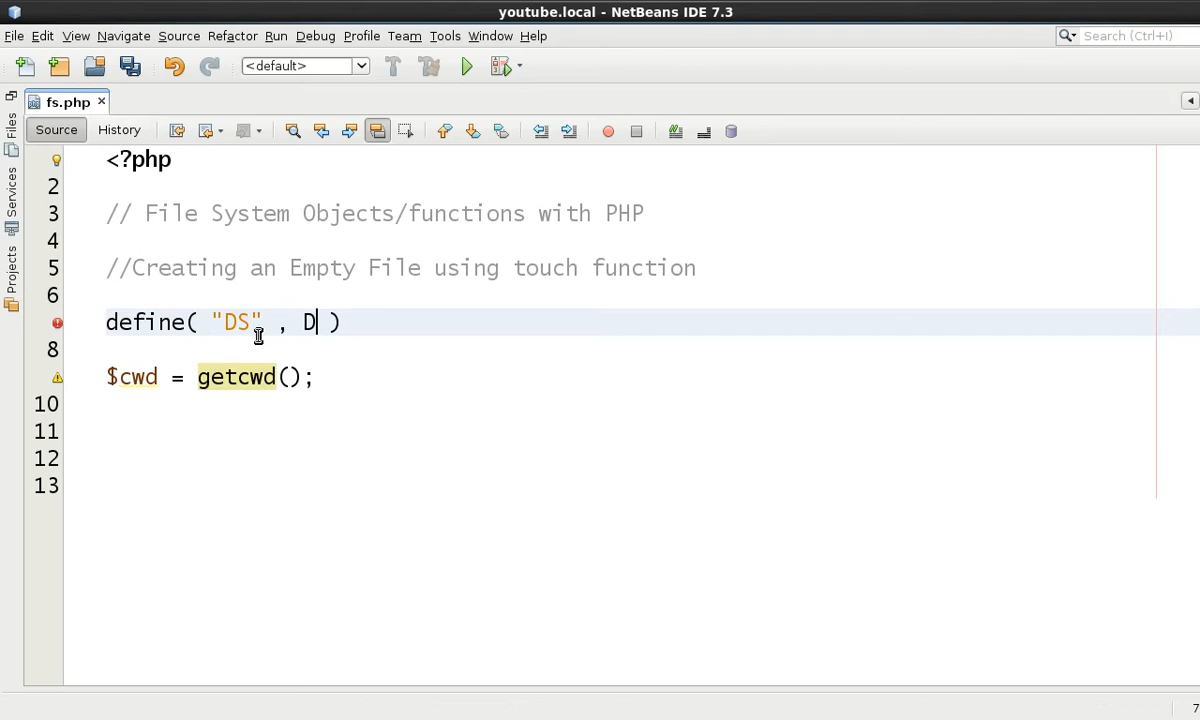 youtube.local - NetBeans IDE 7.3
File Edit View Navigate Source Refactor Run Debug Profile Team Tools Window Help
Search (Ctrl+I)
<default>
fs.php
Source History
Files
Services
Projects
<?php
2
3 // File System Objects/functions with PHP
4
5 //Creating an Empty File using touch function
6
define( "DS" , D )
8
$cwd = getcwd();
10
11
12
13
7